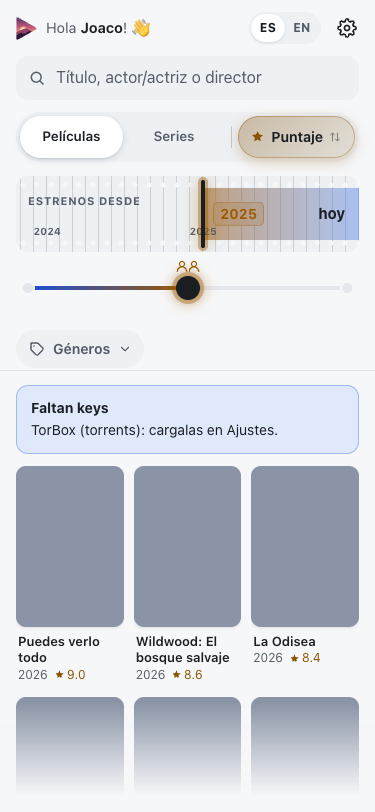 Hola Joaco! 👋
ES EN
Título, actor/actriz o director
Películas Series ★ Puntaje ↑↓
ESTRENOS DESDE
2025 hoy
2024 2025
Géneros
Faltan keys
TorBox (torrents): cargalas en Ajustes.
Puedes verlo
todo
2026 ★ 9.0
Wildwood: El
bosque salvaje
2026 ★ 8.6
La Odisea
2026 ★ 8.4